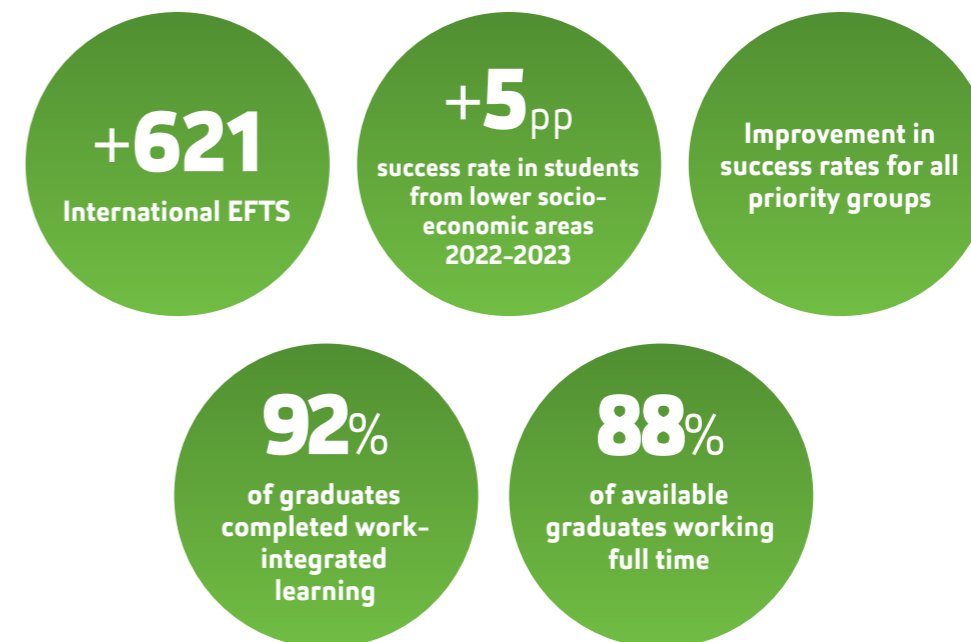 +621
International EFTS
+5pp
success rate in students
from lower socio-
economic areas
2022-2023
Improvement in
success rates for all
priority groups
92%
of graduates
completed work-
integrated
learning
88%
of available
graduates working
full time